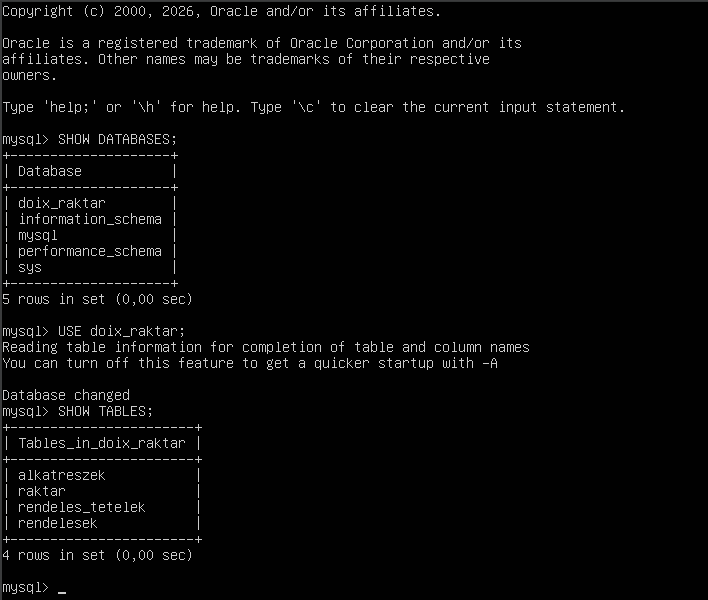 Copyright (c) 2000, 2026, Oracle and/or its affiliates.
Oracle is a registered trademark of Oracle Corporation and/or its
affiliates. Other names may be trademarks of their respective
owners.
Type 'help;' or '\h' for help. Type '\c' to clear the current input statement.
mysql> SHOW DATABASES;
+--------------------+
| Database           |
+--------------------+
| doix_raktar        |
| information_schema |
| mysql              |
| performance_schema |
| sys                |
+--------------------+
5 rows in set (0,00 sec)
mysql> USE doix_raktar;
Reading table information for completion of table and column names
You can turn off this feature to get a quicker startup with -A
Database changed
mysql> SHOW TABLES;
+-----------------------+
| Tables_in_doix_raktar |
+-----------------------+
| alkatreszek           |
| raktar                |
| rendeles_tetelek      |
| rendelesek            |
+-----------------------+
4 rows in set (0,00 sec)
mysql> _